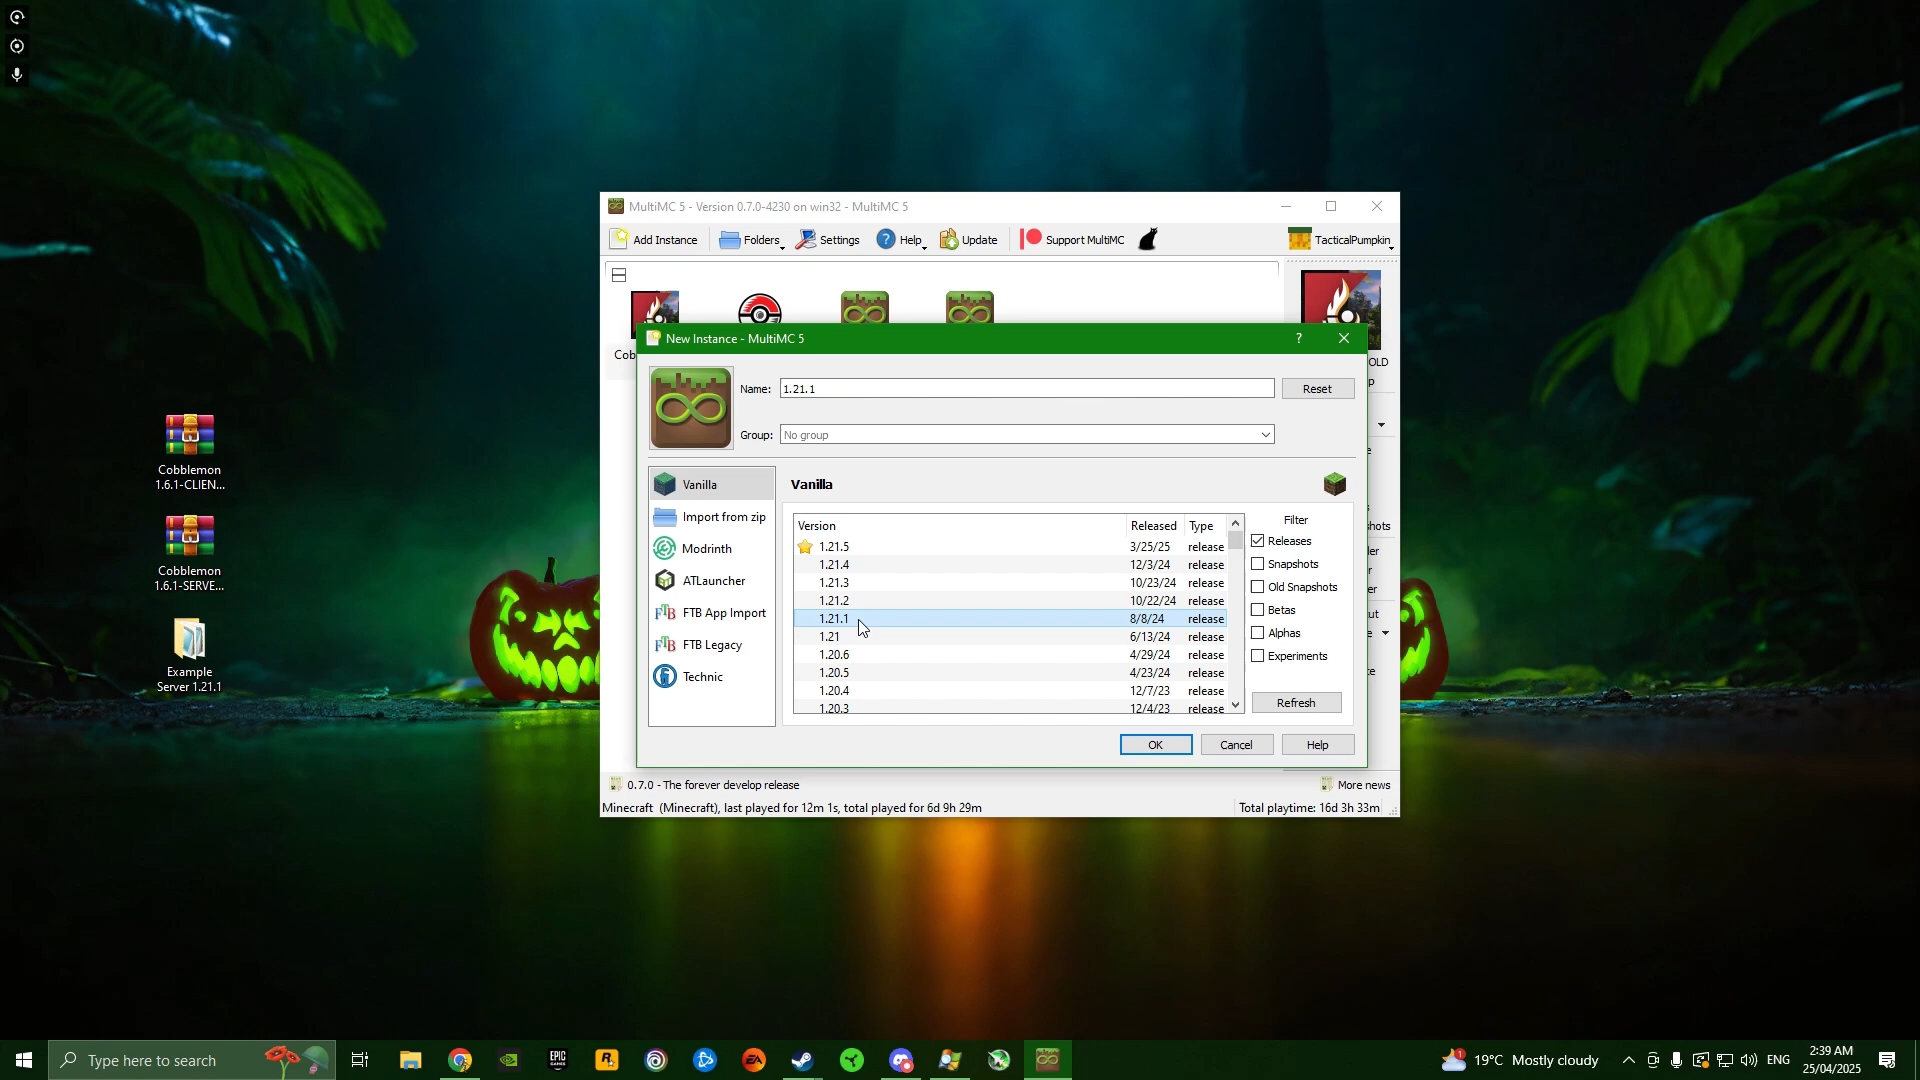 MultiMC 5 - Version 0.7.0-4230 on win32 - MultiMC 5
Add Instance
Folders
Settings
Help
Update
Support MultiMC
TacticalPumpkin
Cob
OLD
New Instance - MultiMC 5
?
Name:
1.21.1
Reset
Group:
No group
Vanilla
Import from zip
Modrinth
ATLauncher
FTB App Import
FTB Legacy
Technic
Vanilla
Version Released Type
1.21.5 3/25/25 release
1.21.4 12/3/24 release
1.21.3 10/23/24 release
1.21.2 10/22/24 release
1.21.1 8/8/24 release
1.21 6/13/24 release
1.20.6 4/29/24 release
1.20.5 4/23/24 release
1.20.4 12/7/23 release
1.20.3 12/4/23 release
Filter
Releases
Snapshots
Old Snapshots
Betas
Alphas
Experiments
Refresh
OK
Cancel
Help
hots
0.7.0 - The forever develop release
More news
Minecraft (Minecraft), last played for 12m 1s, total played for 6d 9h 29m
Total playtime: 16d 3h 33m
Cobblemon
1.6.1-CLIEN...
Cobblemon
1.6.1-SERVE...
Example
Server 1.21.1
Type here to search
EPIC
GAMES
R
EA
1
19°C Mostly cloudy
ENG
2:39 AM
25/04/2025